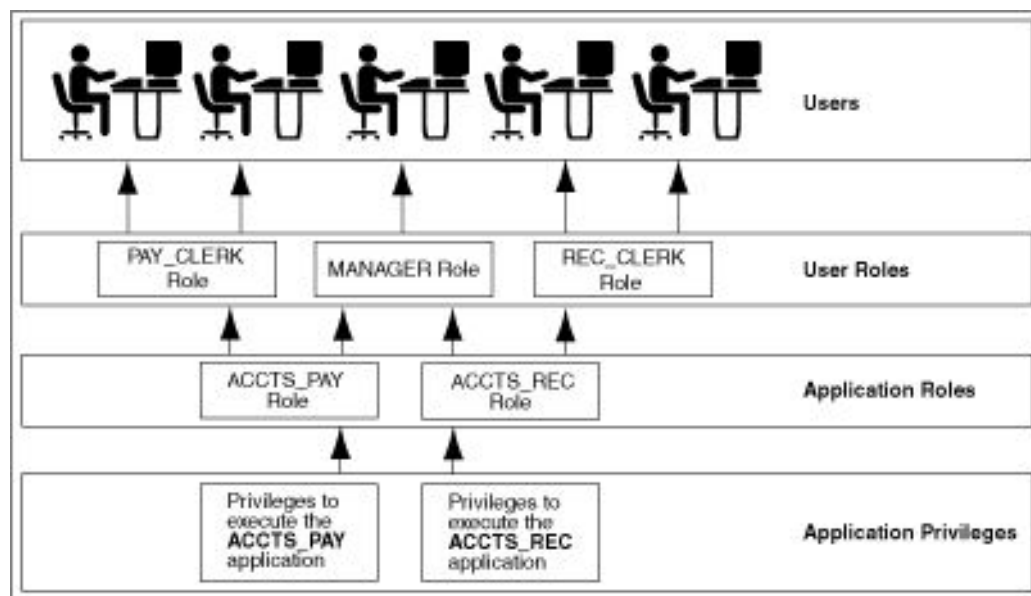 Users
PAY_CLERK
Role
MANAGER Role
REC_CLERK
Role
User Roles
ACCTS_PAY
Role
ACCTS_REC
Role
Application Roles
Privileges to
execute the
ACCTS_PAY
application
Privileges to
execute the
ACCTS_REC
application
Application Privileges